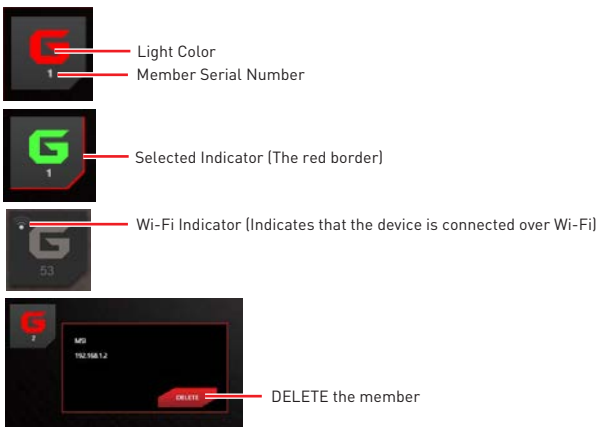 G
Light Color
1
Member Serial Number
G
1
Selected Indicator (The red border)
Wi-Fi Indicator (Indicates that the device is connected over Wi-Fi)
G
53
G
2
MSI
192.168.1.2
DELETE
DELETE the member